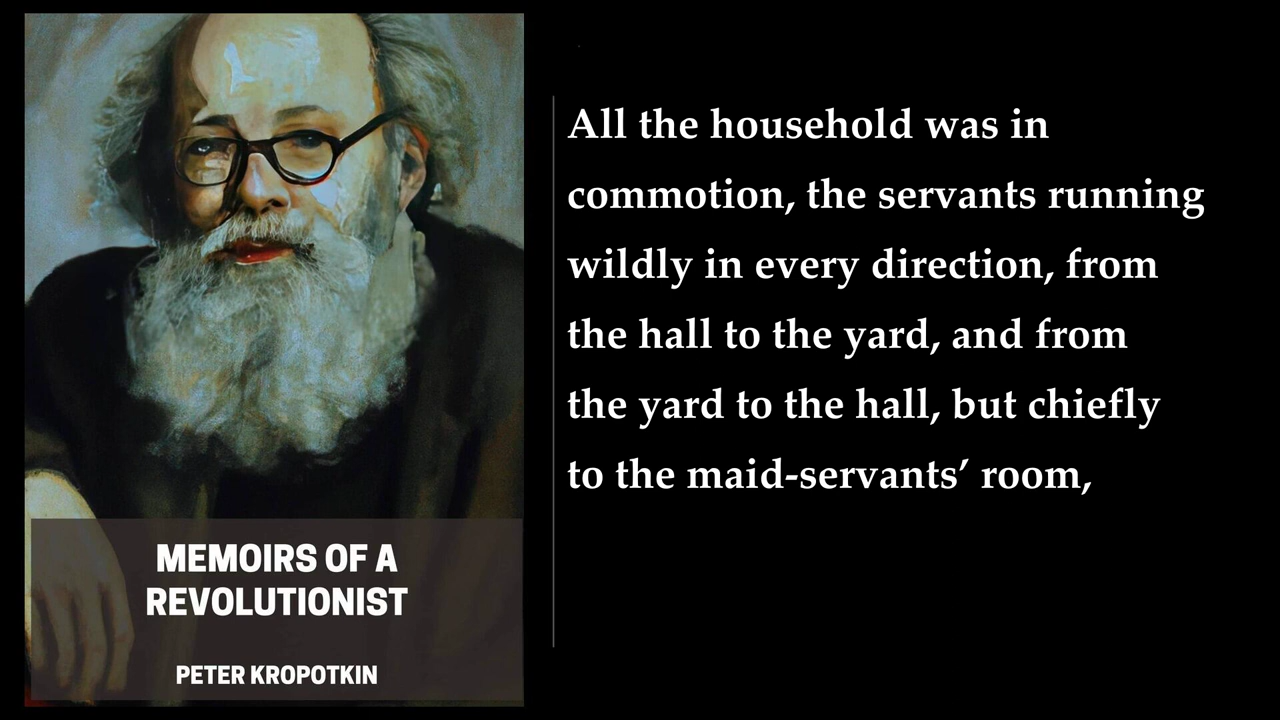 MEMOIRS OF A
REVOLUTIONIST
PETER KROPOTKIN
All the household was in
commotion, the servants running
wildly in every direction, from
the hall to the yard, and from
the yard to the hall, but chiefly
to the maid-servants’ room,